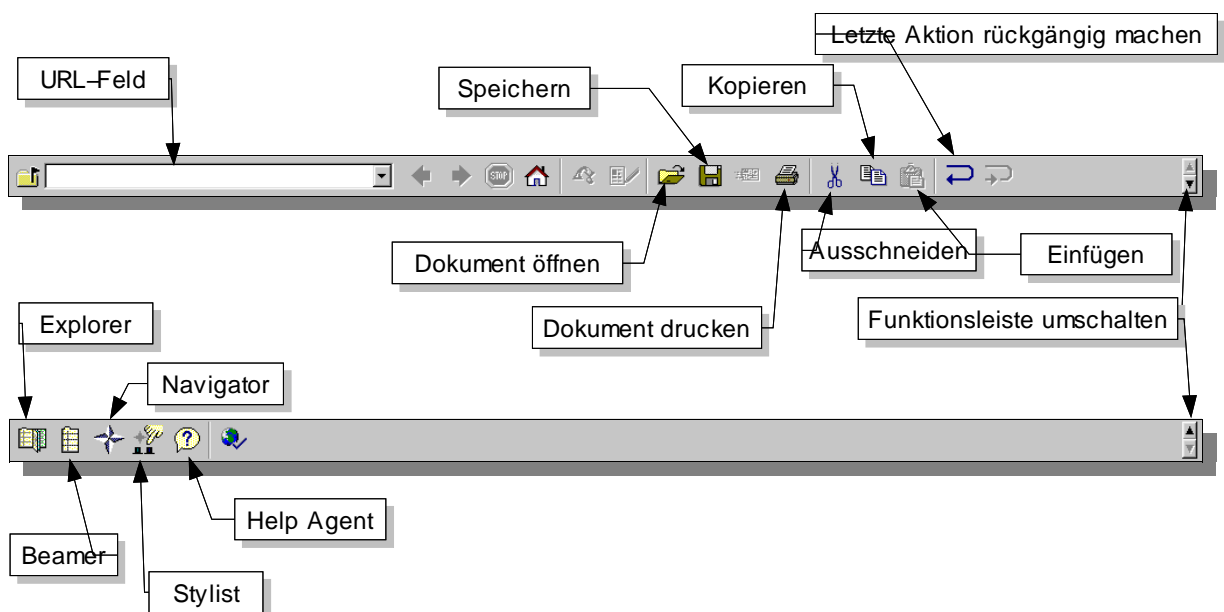 Letzte Aktion rückgängig machen
URL–Feld
Speichern
Kopieren
STOP
Ausschneiden
Einfügen
Dokument öffnen
Explorer
Dokument drucken
Funktionsleiste umschalten
Navigator
?
Help Agent
Beamer
Stylist